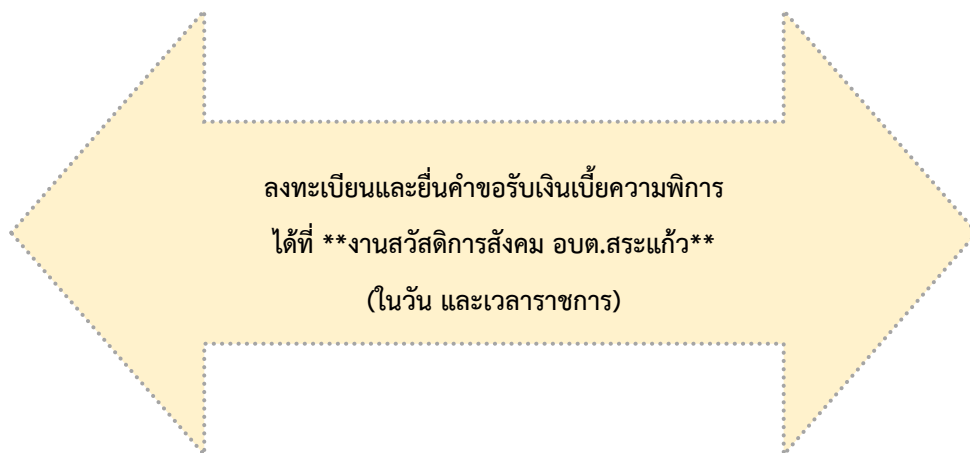 ลงทะเบียนและยื่นคำขอรับเงินเบี้ยความพิการ
ได้ที่ **งานสวัสดิการสังคม อบต.สระแก้ว**
(ในวัน และเวลาราชการ)